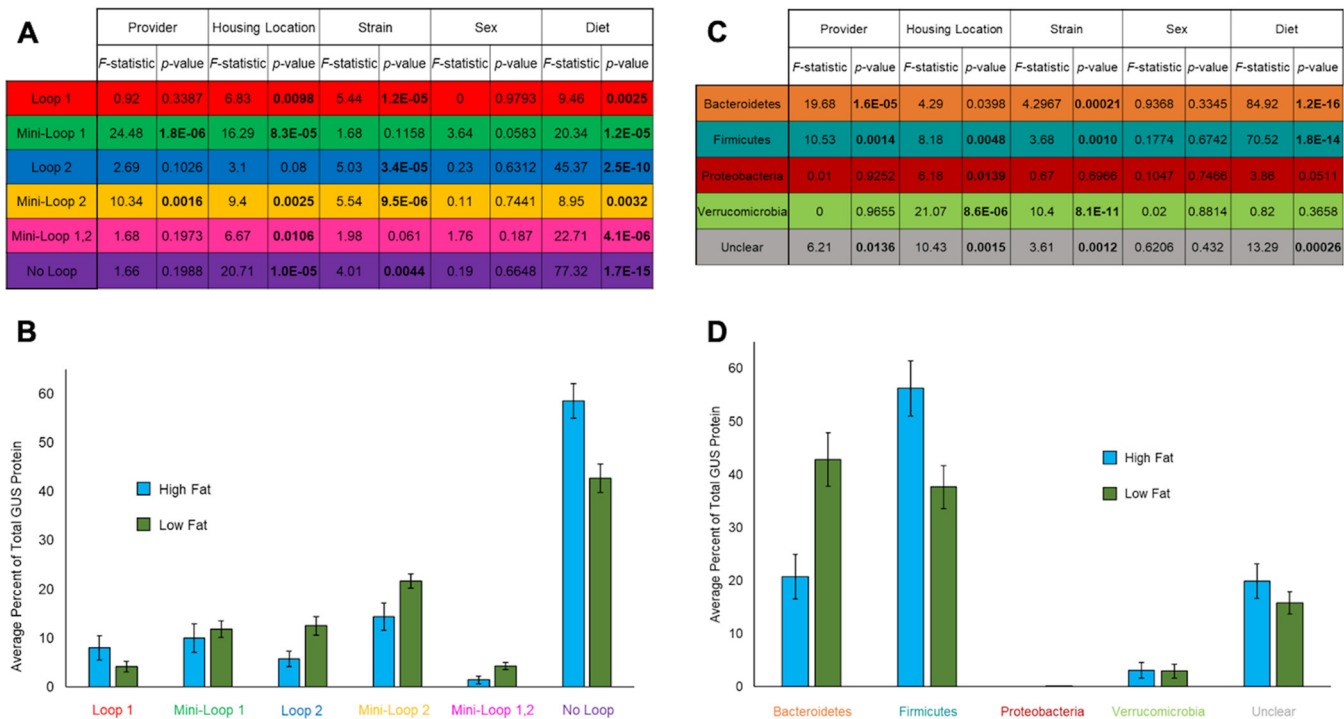 A
Provider Housing Location Strain Sex Diet
F-statistic p-value F-statistic p-value F-statistic p-value F-statistic p-value F-statistic p-value
Loop 1 0.92 0.3387 6.83 0.0098 5.44 1.2E-05 0 0.9793 9.46 0.0025
Mini-Loop 1 24.48 1.8E-06 16.29 8.3E-05 1.68 0.1158 3.64 0.0583 20.34 1.2E-05
Loop 2 2.69 0.1026 3.1 0.08 5.03 3.4E-05 0.23 0.6312 45.37 2.5E-10
Mini-Loop 2 10.34 0.0016 9.4 0.0025 5.54 9.5E-06 0.11 0.7441 8.95 0.0032
Mini-Loop 1,2 1.68 0.1973 6.67 0.0106 1.98 0.061 1.76 0.187 22.71 4.1E-06
No Loop 1.66 0.1988 20.71 1.0E-05 4.01 0.0044 0.19 0.6648 77.32 1.7E-15
C
Provider Housing Location Strain Sex Diet
F-statistic p-value F-statistic p-value F-statistic p-value F-statistic p-value F-statistic p-value
Bacteroidetes 19.68 1.6E-05 4.29 0.0398 4.2967 0.00021 0.9368 0.3345 84.92 1.2E-16
Firmicutes 10.53 0.0014 8.18 0.0048 3.68 0.0010 0.1774 0.6742 70.52 1.8E-14
Proteobacteria 0.01 0.9252 6.18 0.0139 0.67 0.6966 0.1047 0.7466 3.86 0.0511
Verrucomicrobia 0 0.9655 21.07 8.6E-06 10.4 8.1E-11 0.02 0.8814 0.82 0.3658
Unclear 6.21 0.0136 10.43 0.0015 3.61 0.0012 0.6206 0.432 13.29 0.00026
B
Average Percent of Total GUS Protein
60
50
40
30
20
10
0
High Fat
Low Fat
Loop 1 Mini-Loop 1 Loop 2 Mini-Loop 2 Mini-Loop 1,2 No Loop
D
Average Percent of Total GUS Protein
60
50
40
30
20
10
0
High Fat
Low Fat
Bacteroidetes Firmicutes Proteobacteria Verrucomicrobia Unclear